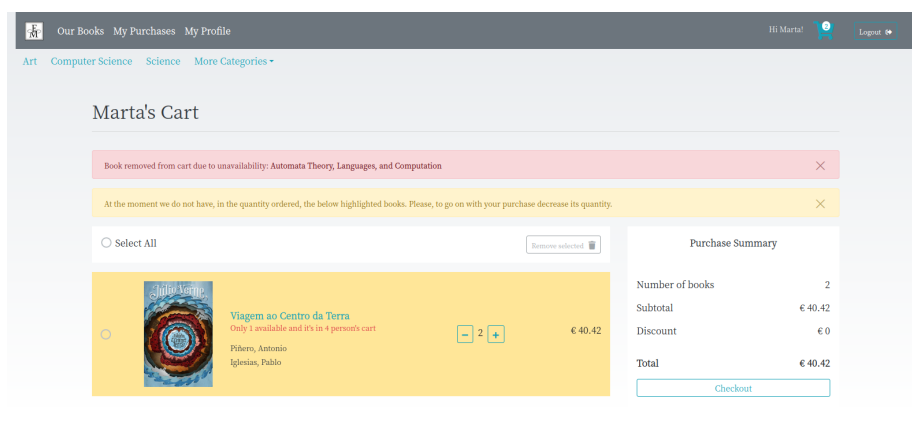 F
M
Our Books My Purchases My Profile
Hi Marta!
2
Logout
Art Computer Science Science More Categories
Marta's Cart
Book removed from cart due to unavailability: Automata Theory, Languages, and Computation
At the moment we do not have, in the quantity ordered, the below highlighted books. Please, to go on with your purchase decrease its quantity.
Select All
Remove selected
Júlio Verne
Viagem ao Centro da Terra
Only 1 available and it's in 4 person's cart
Piñero, Antonio
Iglesias, Pablo
− 2 +
€ 40.42
Purchase Summary
Number of books 2
Subtotal € 40.42
Discount € 0
Total € 40.42
Checkout